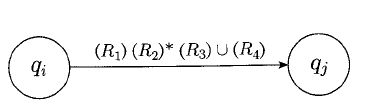 (R₁) (R₂)* (R₃) ∪ (R₄)
qᵢ
qⱼ